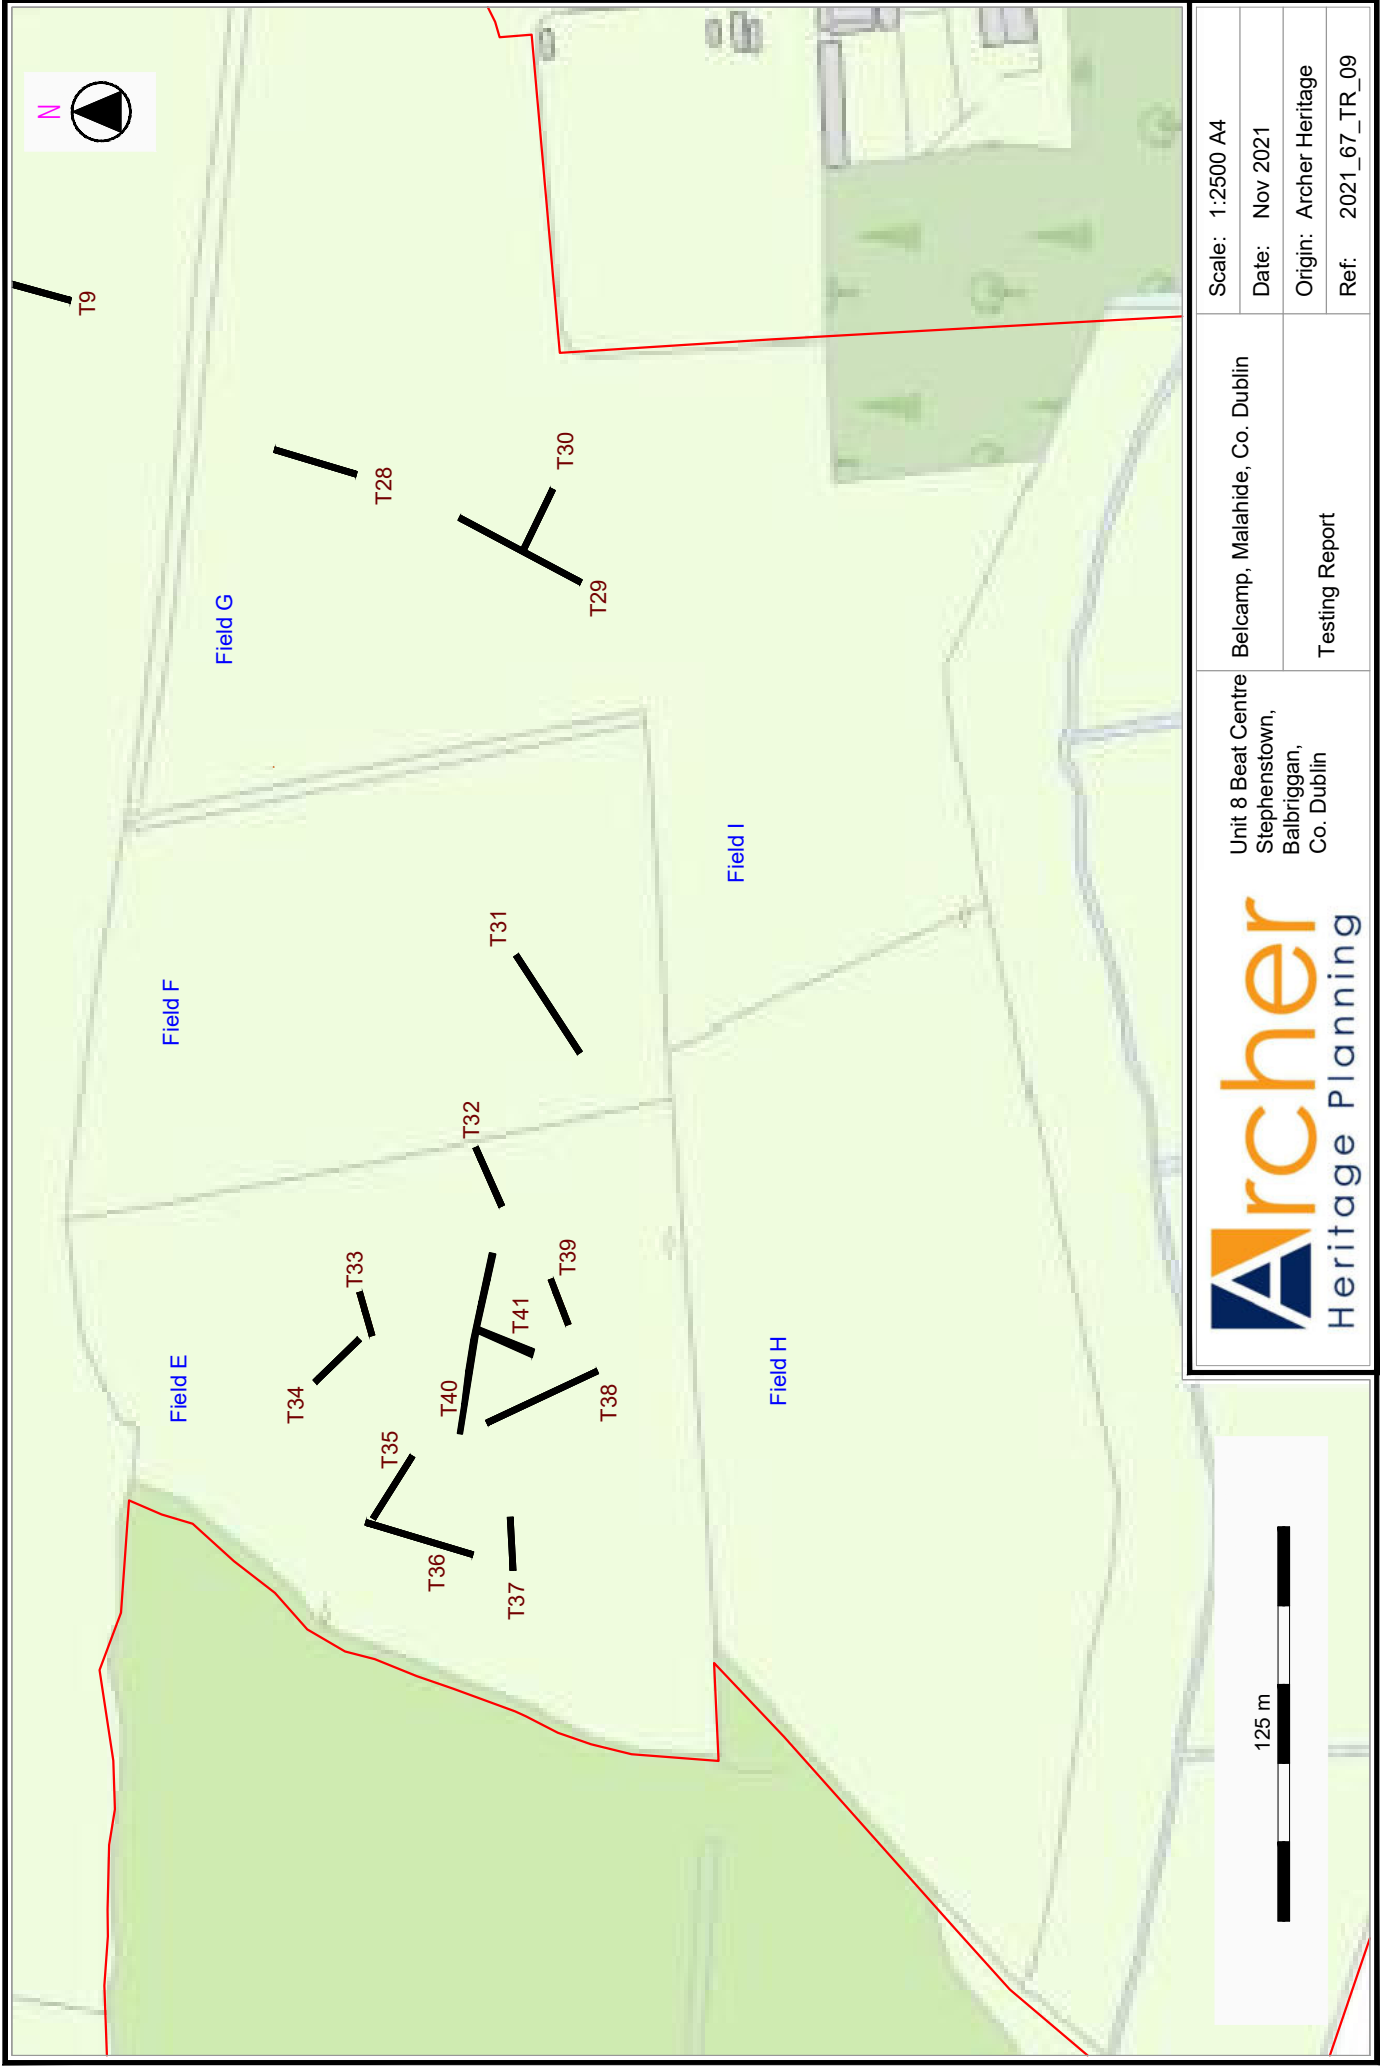 N
T9
Field G
T28
T30
T29
Field F
T31
Field I
T32
T33
T34
Field E
T39
T41
T40
T38
T35
T36
T37
Field H
125 m
Archer
Heritage Planning
Unit 8 Beat Centre
Stephenstown,
Balbriggan,
Co. Dublin
Belcamp, Malahide, Co. Dublin
Testing Report
Scale: 1:2500 A4
Date: Nov 2021
Origin: Archer Heritage
Ref: 2021_67_TR_09